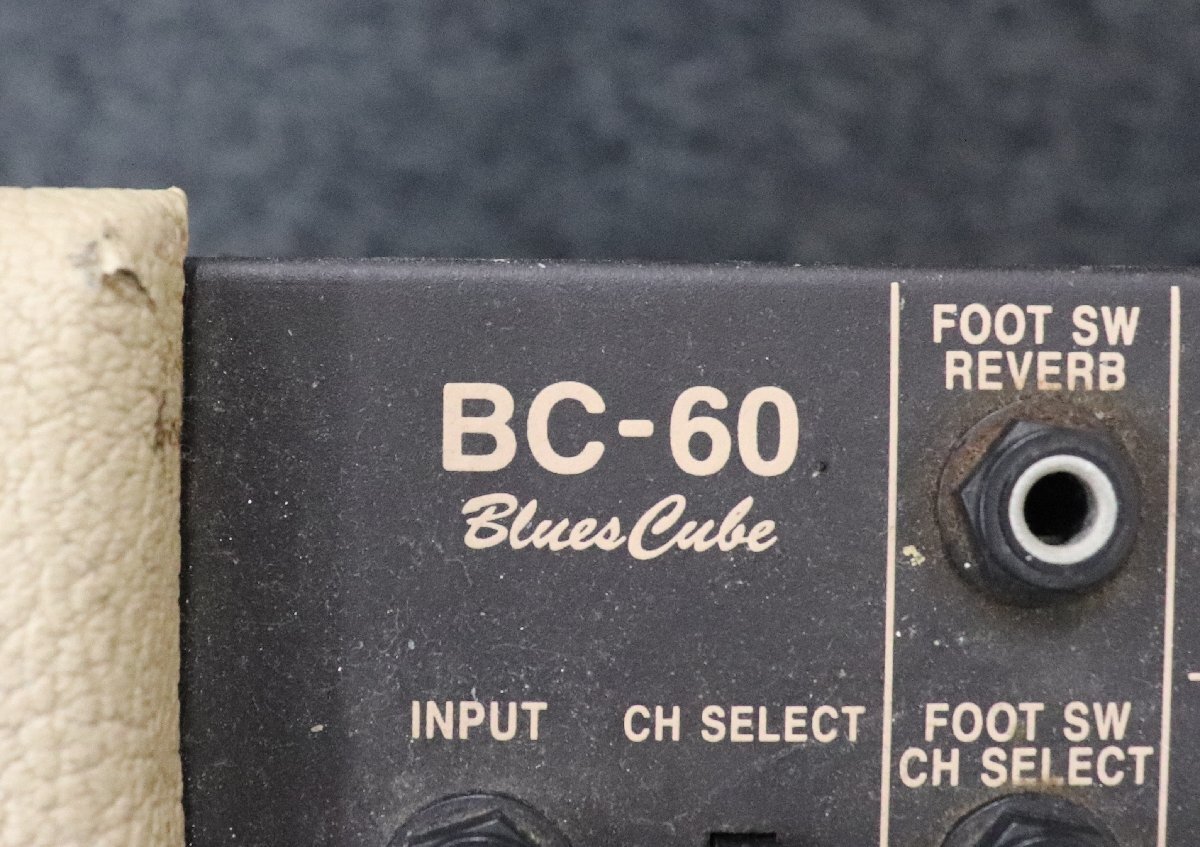 BC-60
Blues Cube
INPUT
CH SELECT
FOOT SW
REVERB
FOOT SW
CH SELECT